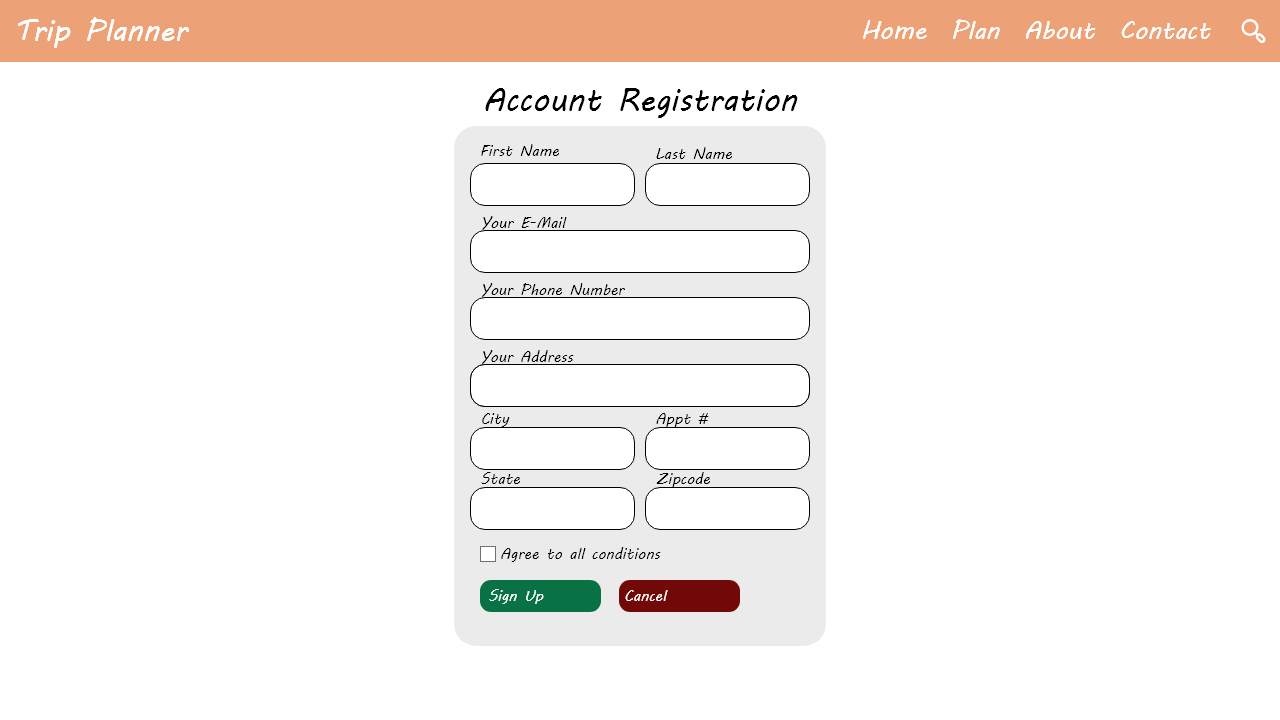 Trip Planner
Home Plan About Contact
Account Registration
First Name
Last Name
Your E-Mail
Your Phone Number
Your Address
City
Appt #
State
Zipcode
Agree to all conditions
Sign Up
Cancel